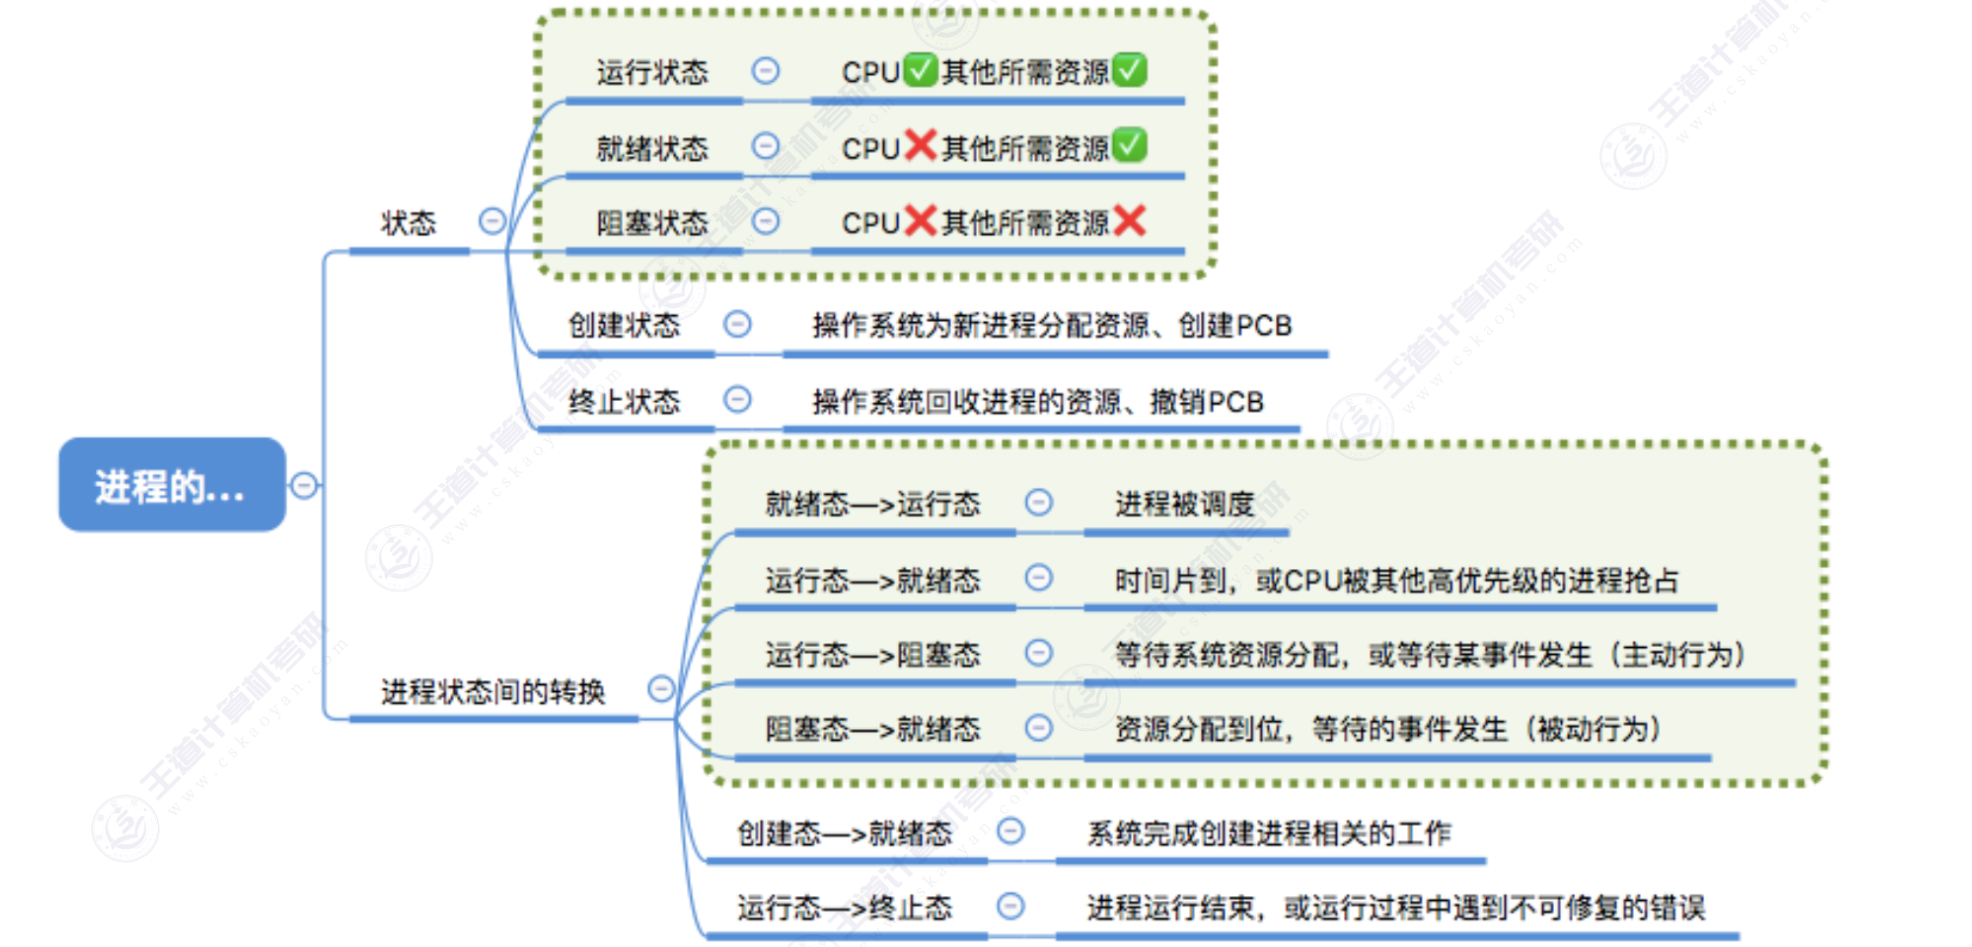 运行状态 CPU✅其他所需资源✅
就绪状态 CPU❌其他所需资源✅
阻塞状态 CPU❌其他所需资源❌
状态
创建状态 操作系统为新进程分配资源、创建PCB
终止状态 操作系统回收进程的资源、撤销PCB
进程的...
就绪态—>运行态 进程被调度
运行态—>就绪态 时间片到，或CPU被其他高优先级的进程抢占
运行态—>阻塞态 等待系统资源分配，或等待某事件发生（主动行为）
进程状态间的转换
阻塞态—>就绪态 资源分配到位，等待的事件发生（被动行为）
创建态—>就绪态 系统完成创建进程相关的工作
运行态—>终止态 进程运行结束，或运行过程中遇到不可修复的错误
王道计算机考研
www.cskaoyan.com